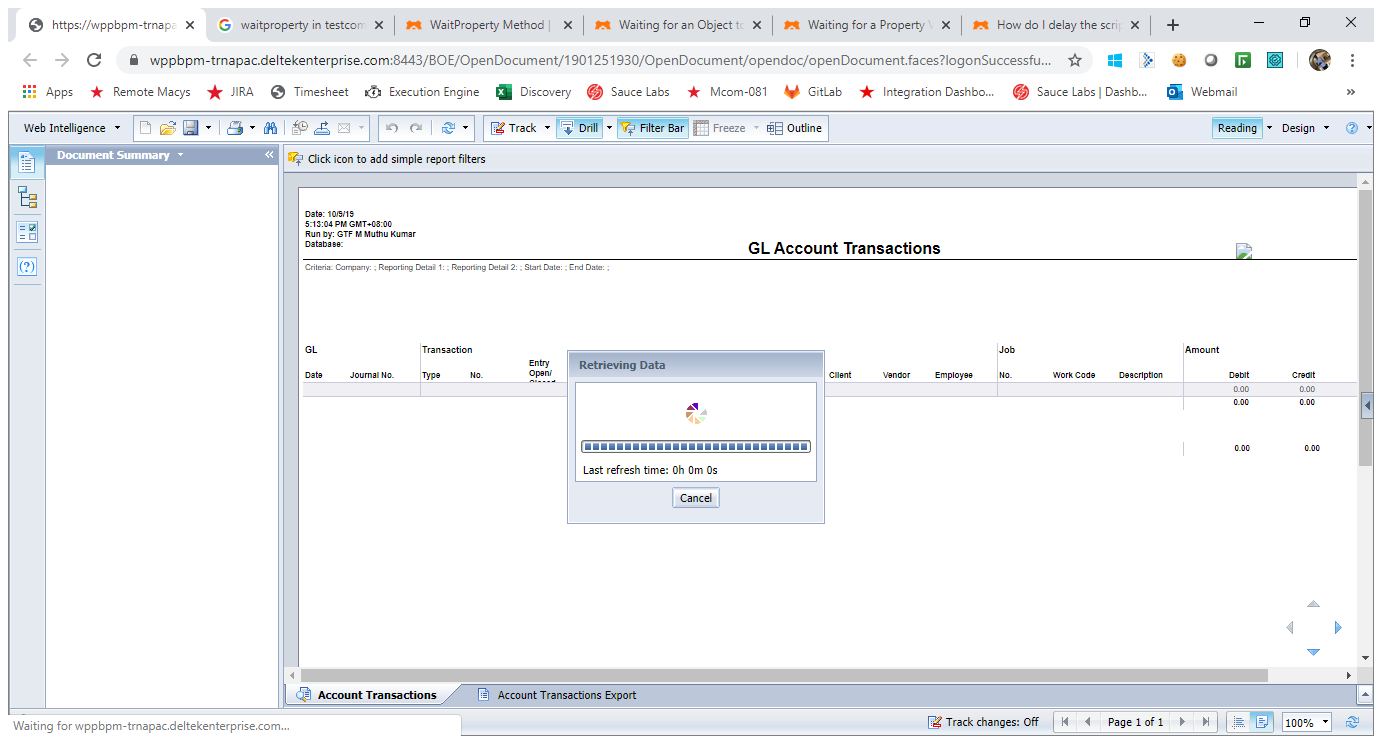 https://wppbpm-trnapa
waitproperty in testcom
WaitProperty Method |
Waiting for an Object to
Waiting for a Property V
How do I delay the scrip
wppbpm-trnapac.deltekenterprise.com:8443/BOE/OpenDocument/1901251930/OpenDocument/opendoc/openDocument.faces?logonSuccessfu...
Apps Remote Macys JIRA Timesheet Execution Engine Discovery Sauce Labs Mcom-081 GitLab Integration Dashbo... Sauce Labs | Dashb... Webmail »
Web Intelligence Track Drill Filter Bar Freeze Outline Reading Design
Document Summary «
Click icon to add simple report filters
Date: 10/9/19
5:13:04 PM GMT+08:00
Run by: GTF M Muthu Kumar
Database:
GL Account Transactions
Criteria: Company: ; Reporting Detail 1: ; Reporting Detail 2: ; Start Date: ; End Date: ;
GL Transaction Job Amount
Date Journal No. Type No. Entry Open/ Client Vendor Employee No. Work Code Description Debit Credit
0.00 0.00
0.00 0.00
0.00 0.00
Retrieving Data
Last refresh time: 0h 0m 0s
Cancel
Account Transactions Account Transactions Export
Waiting for wppbpm-trnapac.deltekenterprise.com...
Track changes: Off Page 1 of 1 100%